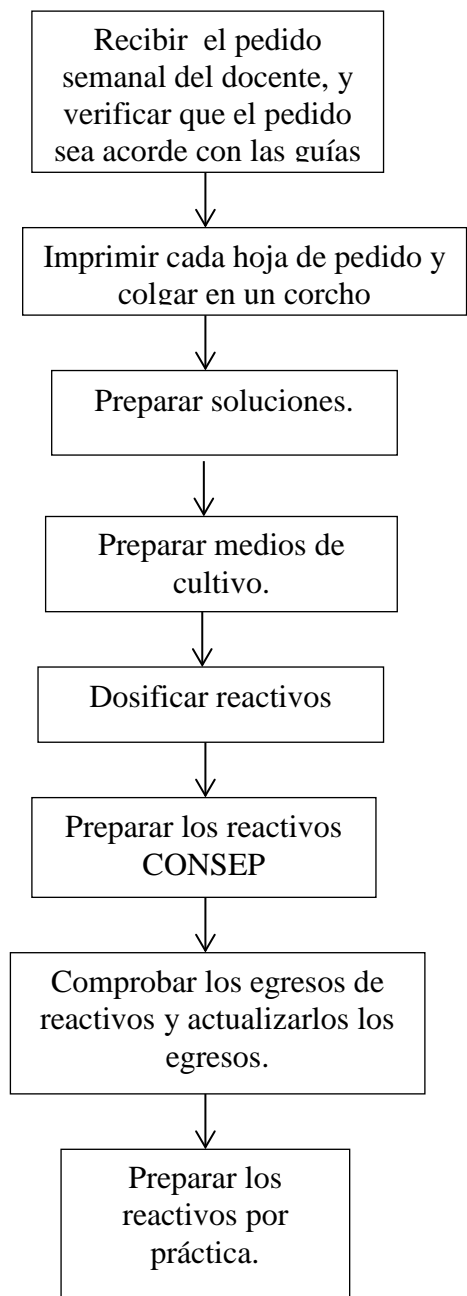 Recibir el pedido
semanal del docente, y
verificar que el pedido
sea acorde con las guías
Imprimir cada hoja de pedido y
colgar en un corcho
Preparar soluciones.
Preparar medios de
cultivo.
Dosificar reactivos
Preparar los reactivos
CONSEP
Comprobar los egresos de
reactivos y actualizarlos los
egresos.
Preparar los
reactivos por
práctica.